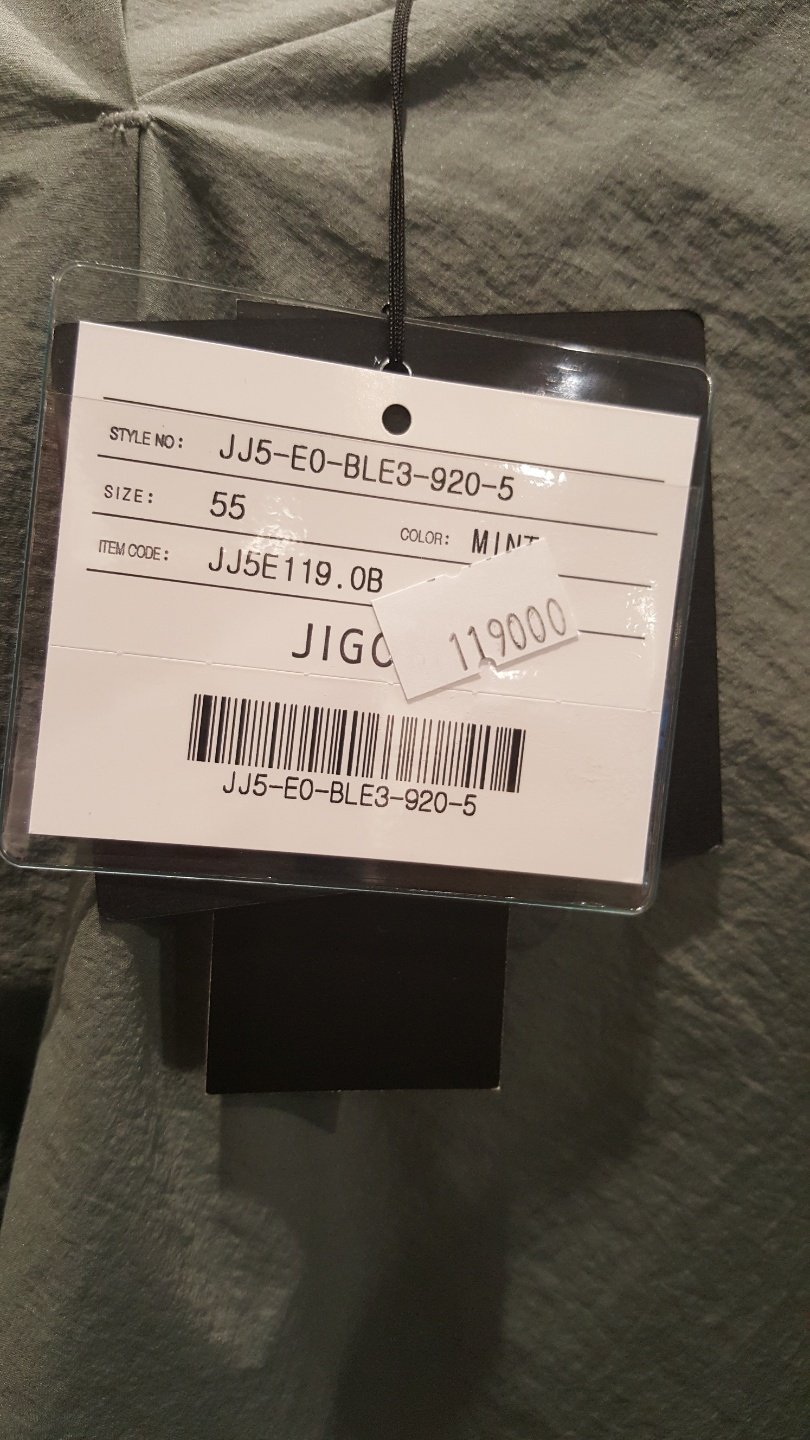 STYLE NO: JJ5-E0-BLE3-920-5
SIZE: 55 COLOR: MINT
ITEM CODE: JJ5E119.0B
119000
JJ5-E0-BLE3-920-5